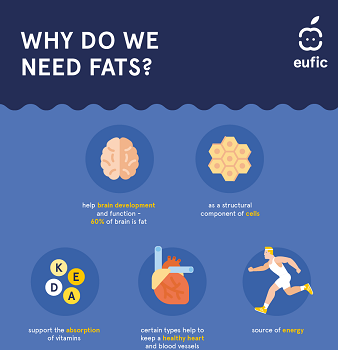 WHY DO WE
NEED FATS?
eufic
help brain development
and function -
60% of brain is fat
as a structural
component of cells
K
E
D
A
support the absorption
of vitamins
certain types help to
keep a healthy heart
and blood vessels
source of energy